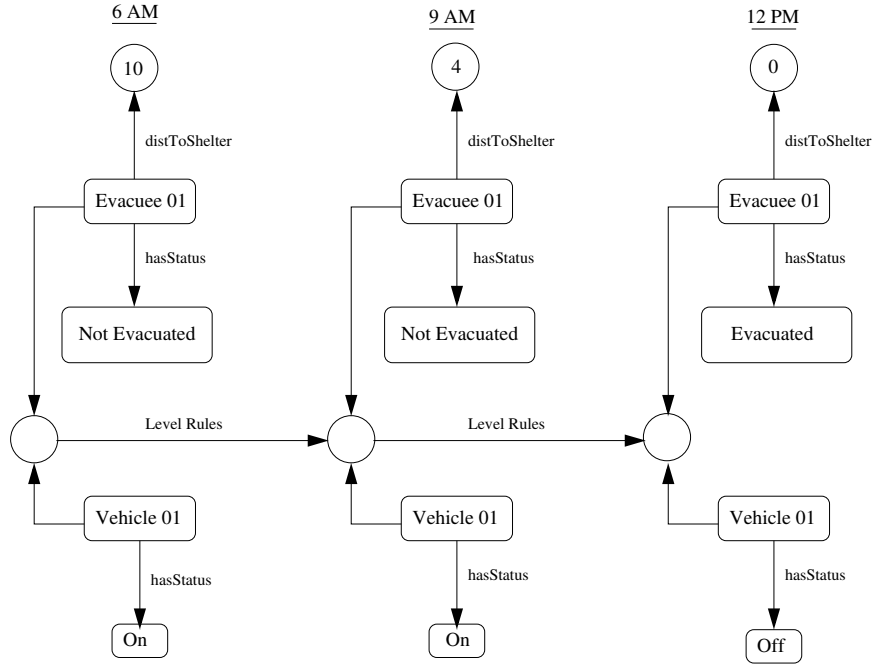 6 AM
9 AM
12 PM
10
4
0
distToShelter
distToShelter
distToShelter
Evacuee 01
Evacuee 01
Evacuee 01
hasStatus
hasStatus
hasStatus
Not Evacuated
Not Evacuated
Evacuated
Level Rules
Level Rules
Vehicle 01
Vehicle 01
Vehicle 01
hasStatus
hasStatus
hasStatus
On
On
Off